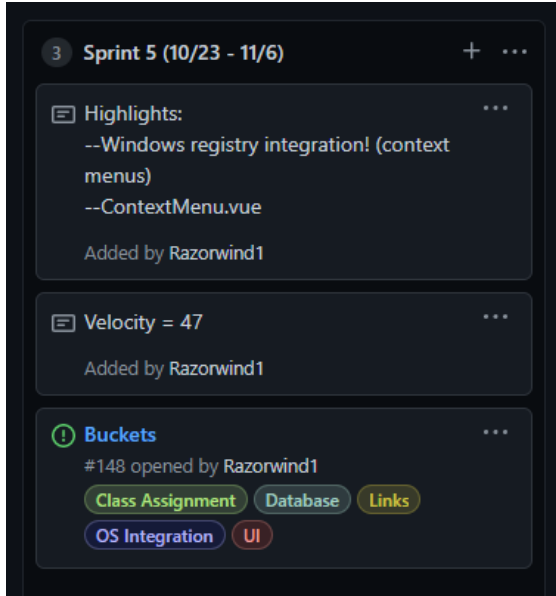 3 Sprint 5 (10/23 - 11/6)
Highlights:
--Windows registry integration! (context
menus)
--ContextMenu.vue
Added by Razorwind1
Velocity = 47
Added by Razorwind1
Buckets
#148 opened by Razorwind1
Class Assignment Database Links
OS Integration UI